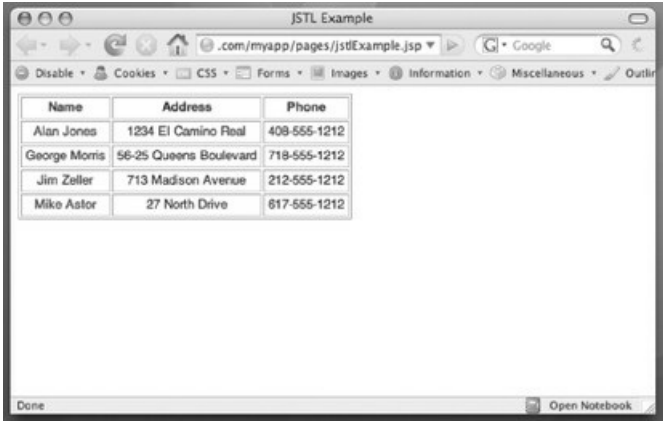 JSTL Example
.com/myapp/pages/jstlExample.jsp G Google
Disable Cookies CSS Forms Images Information Miscellaneous Outlin
Name Address Phone
Alan Jones 1234 El Camino Real 408-555-1212
George Morris 56-25 Queens Boulevard 718-555-1212
Jim Zeller 713 Madison Avenue 212-555-1212
Mike Astor 27 North Drive 617-555-1212
Done Open Notebook